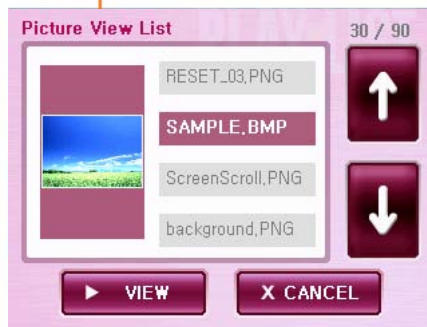 Picture View List
30 / 90
RESET_03.PNG
SAMPLE.BMP
ScreenScroll.PNG
background.PNG
VIEW
X CANCEL